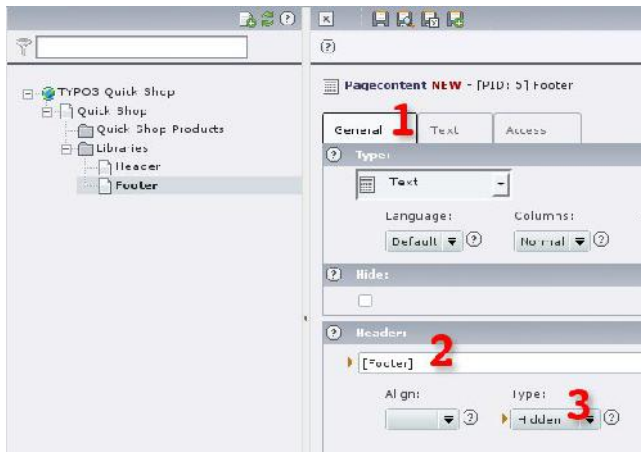 TYPO3 Quick Shop
Quick Shop
Quick Shop Products
Libraries
Header
Footer
Pagecontent NEW - [PID: 5] Footer
General 1 Text Access
Type:
Text
Language: Columns:
Default Normal
Hide:
Header:
[Footer] 2
Align: Type:
Hidden 3